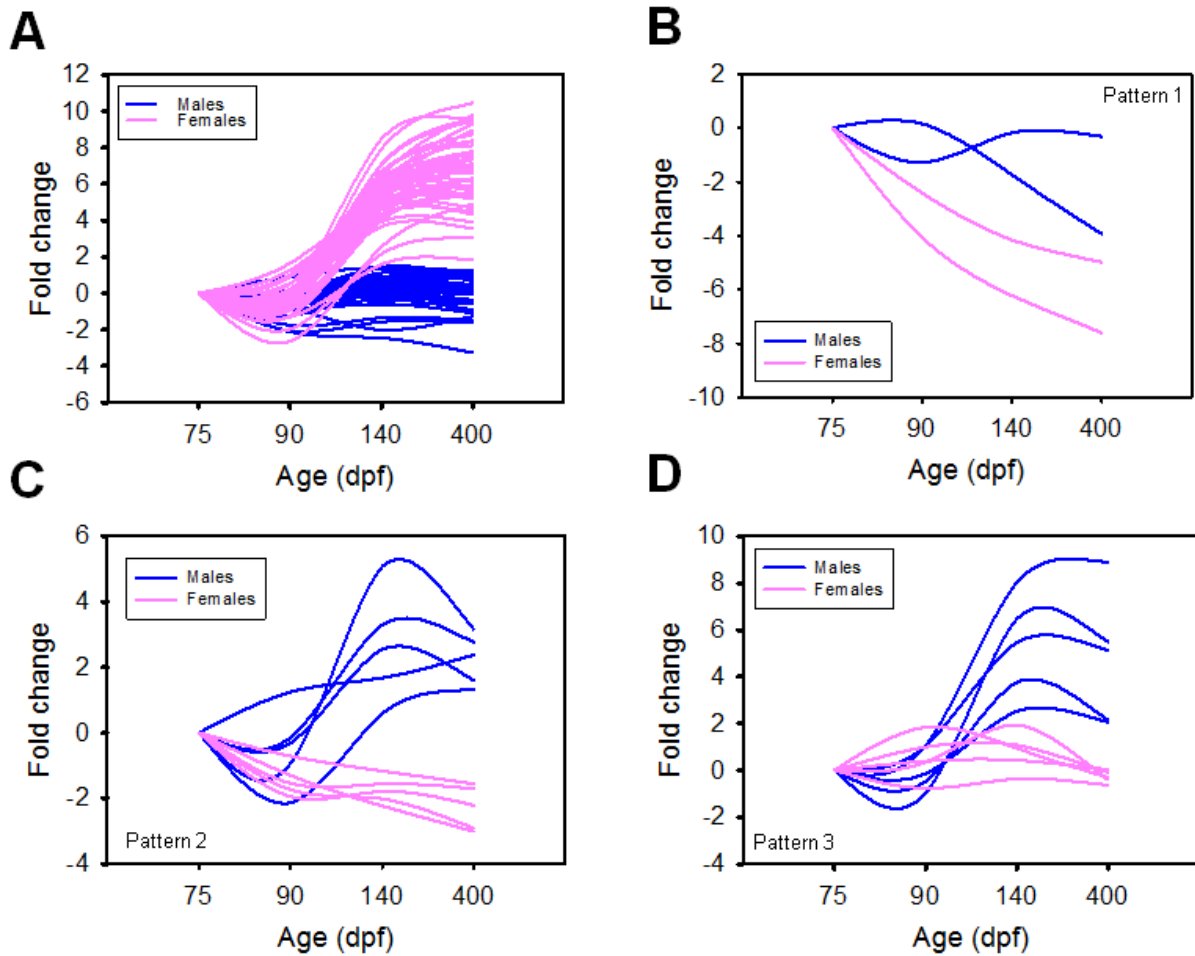 A
Fold change
12
10
8
6
4
2
0
-2
-4
-6
Males
Females
75 90 140 400
Age (dpf)
B
Fold change
2
0
-2
-4
-6
-8
-10
Pattern 1
Males
Females
75 90 140 400
Age (dpf)
C
Fold change
6
4
2
0
-2
-4
Males
Females
Pattern 2
75 90 140 400
Age (dpf)
D
Fold change
10
8
6
4
2
0
-2
-4
Males
Females
Pattern 3
75 90 140 400
Age (dpf)